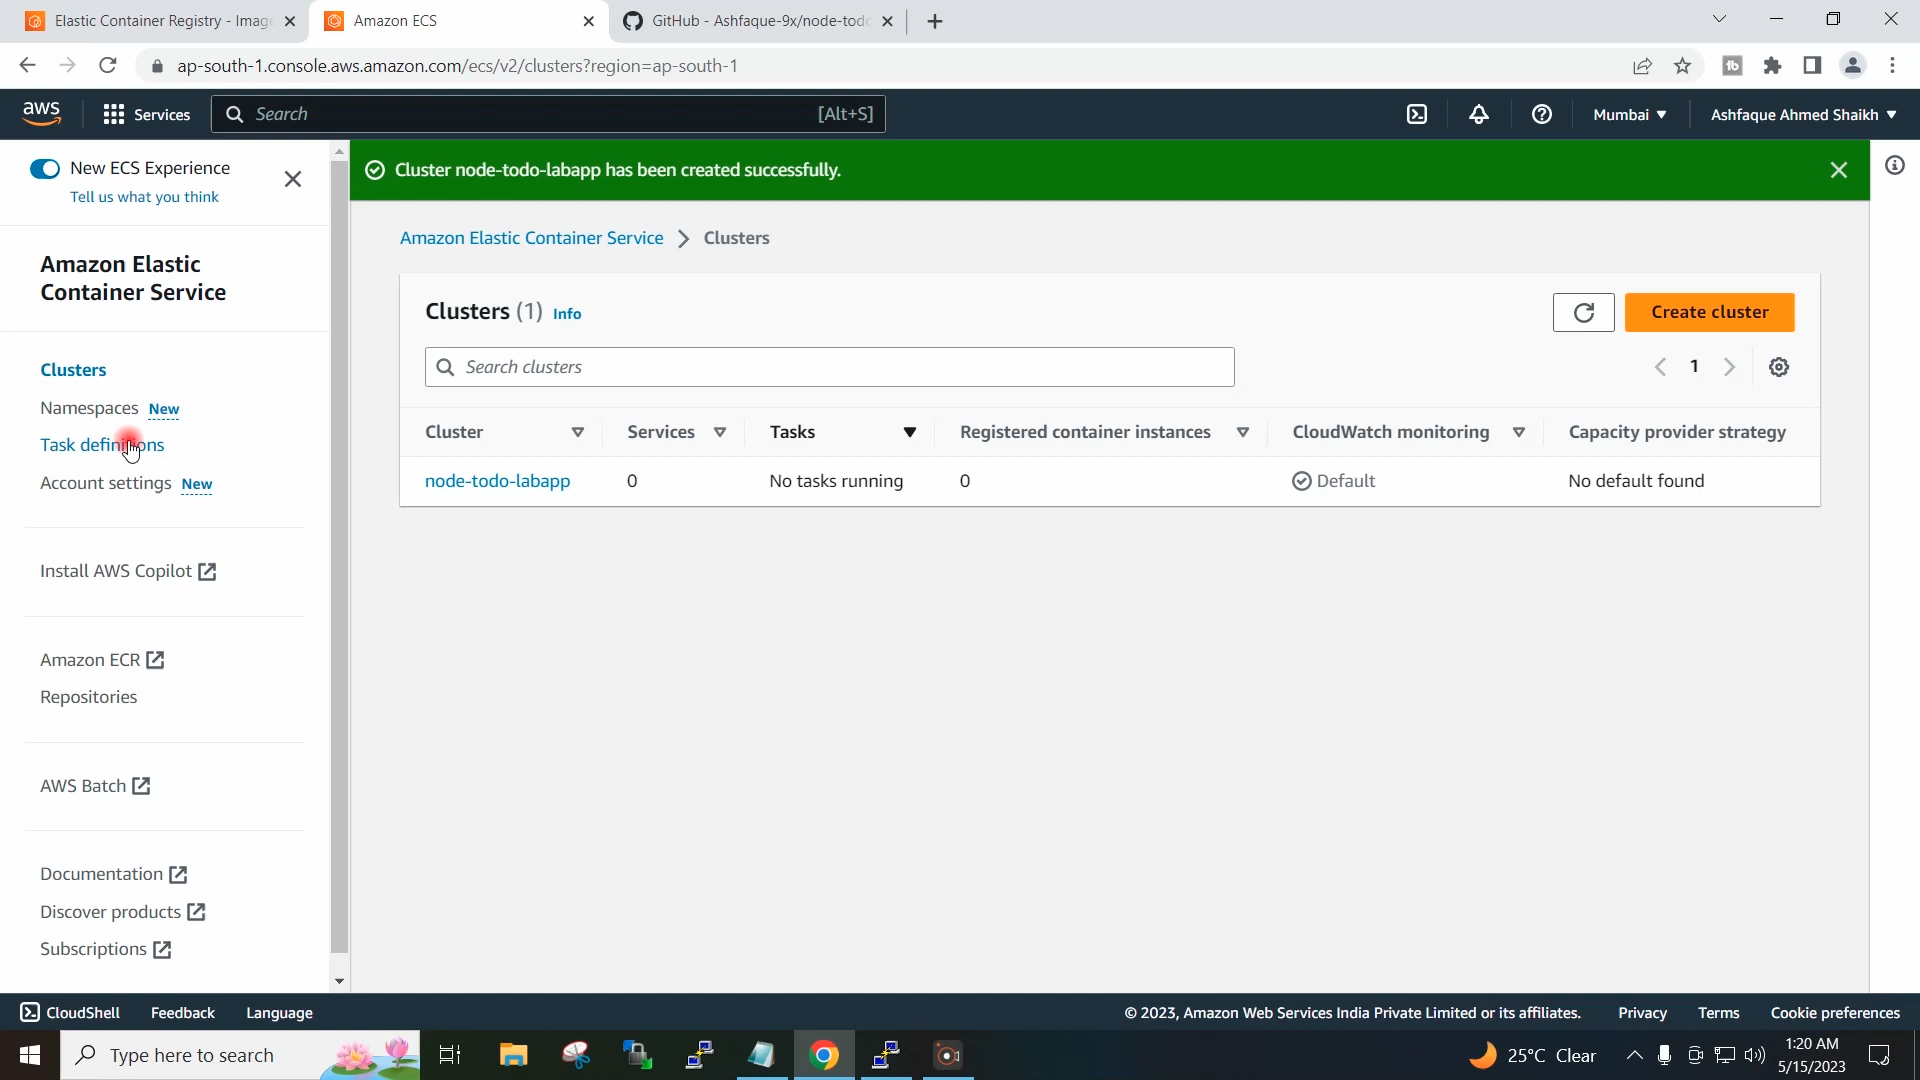 Elastic Container Registry - Imag
Amazon ECS
GitHub - Ashfaque-9x/node-tod
ap-south-1.console.aws.amazon.com/ecs/v2/clusters?region=ap-south-1
aws
Services
Search
[Alt+S]
Mumbai
Ashfaque Ahmed Shaikh
New ECS Experience
Tell us what you think
Cluster node-todo-labapp has been created successfully.
Amazon Elastic
Container Service
Clusters
Namespaces New
Task definitions
Account settings New
Install AWS Copilot
Amazon ECR
Repositories
AWS Batch
Documentation
Discover products
Subscriptions
Amazon Elastic Container Service > Clusters
Clusters (1) Info
Create cluster
Search clusters
1
Cluster Services Tasks Registered container instances CloudWatch monitoring Capacity provider strategy
node-todo-labapp 0 No tasks running 0 Default No default found
CloudShell Feedback Language
© 2023, Amazon Web Services India Private Limited or its affiliates. Privacy Terms Cookie preferences
Type here to search
25°C Clear
1:20 AM
5/15/2023